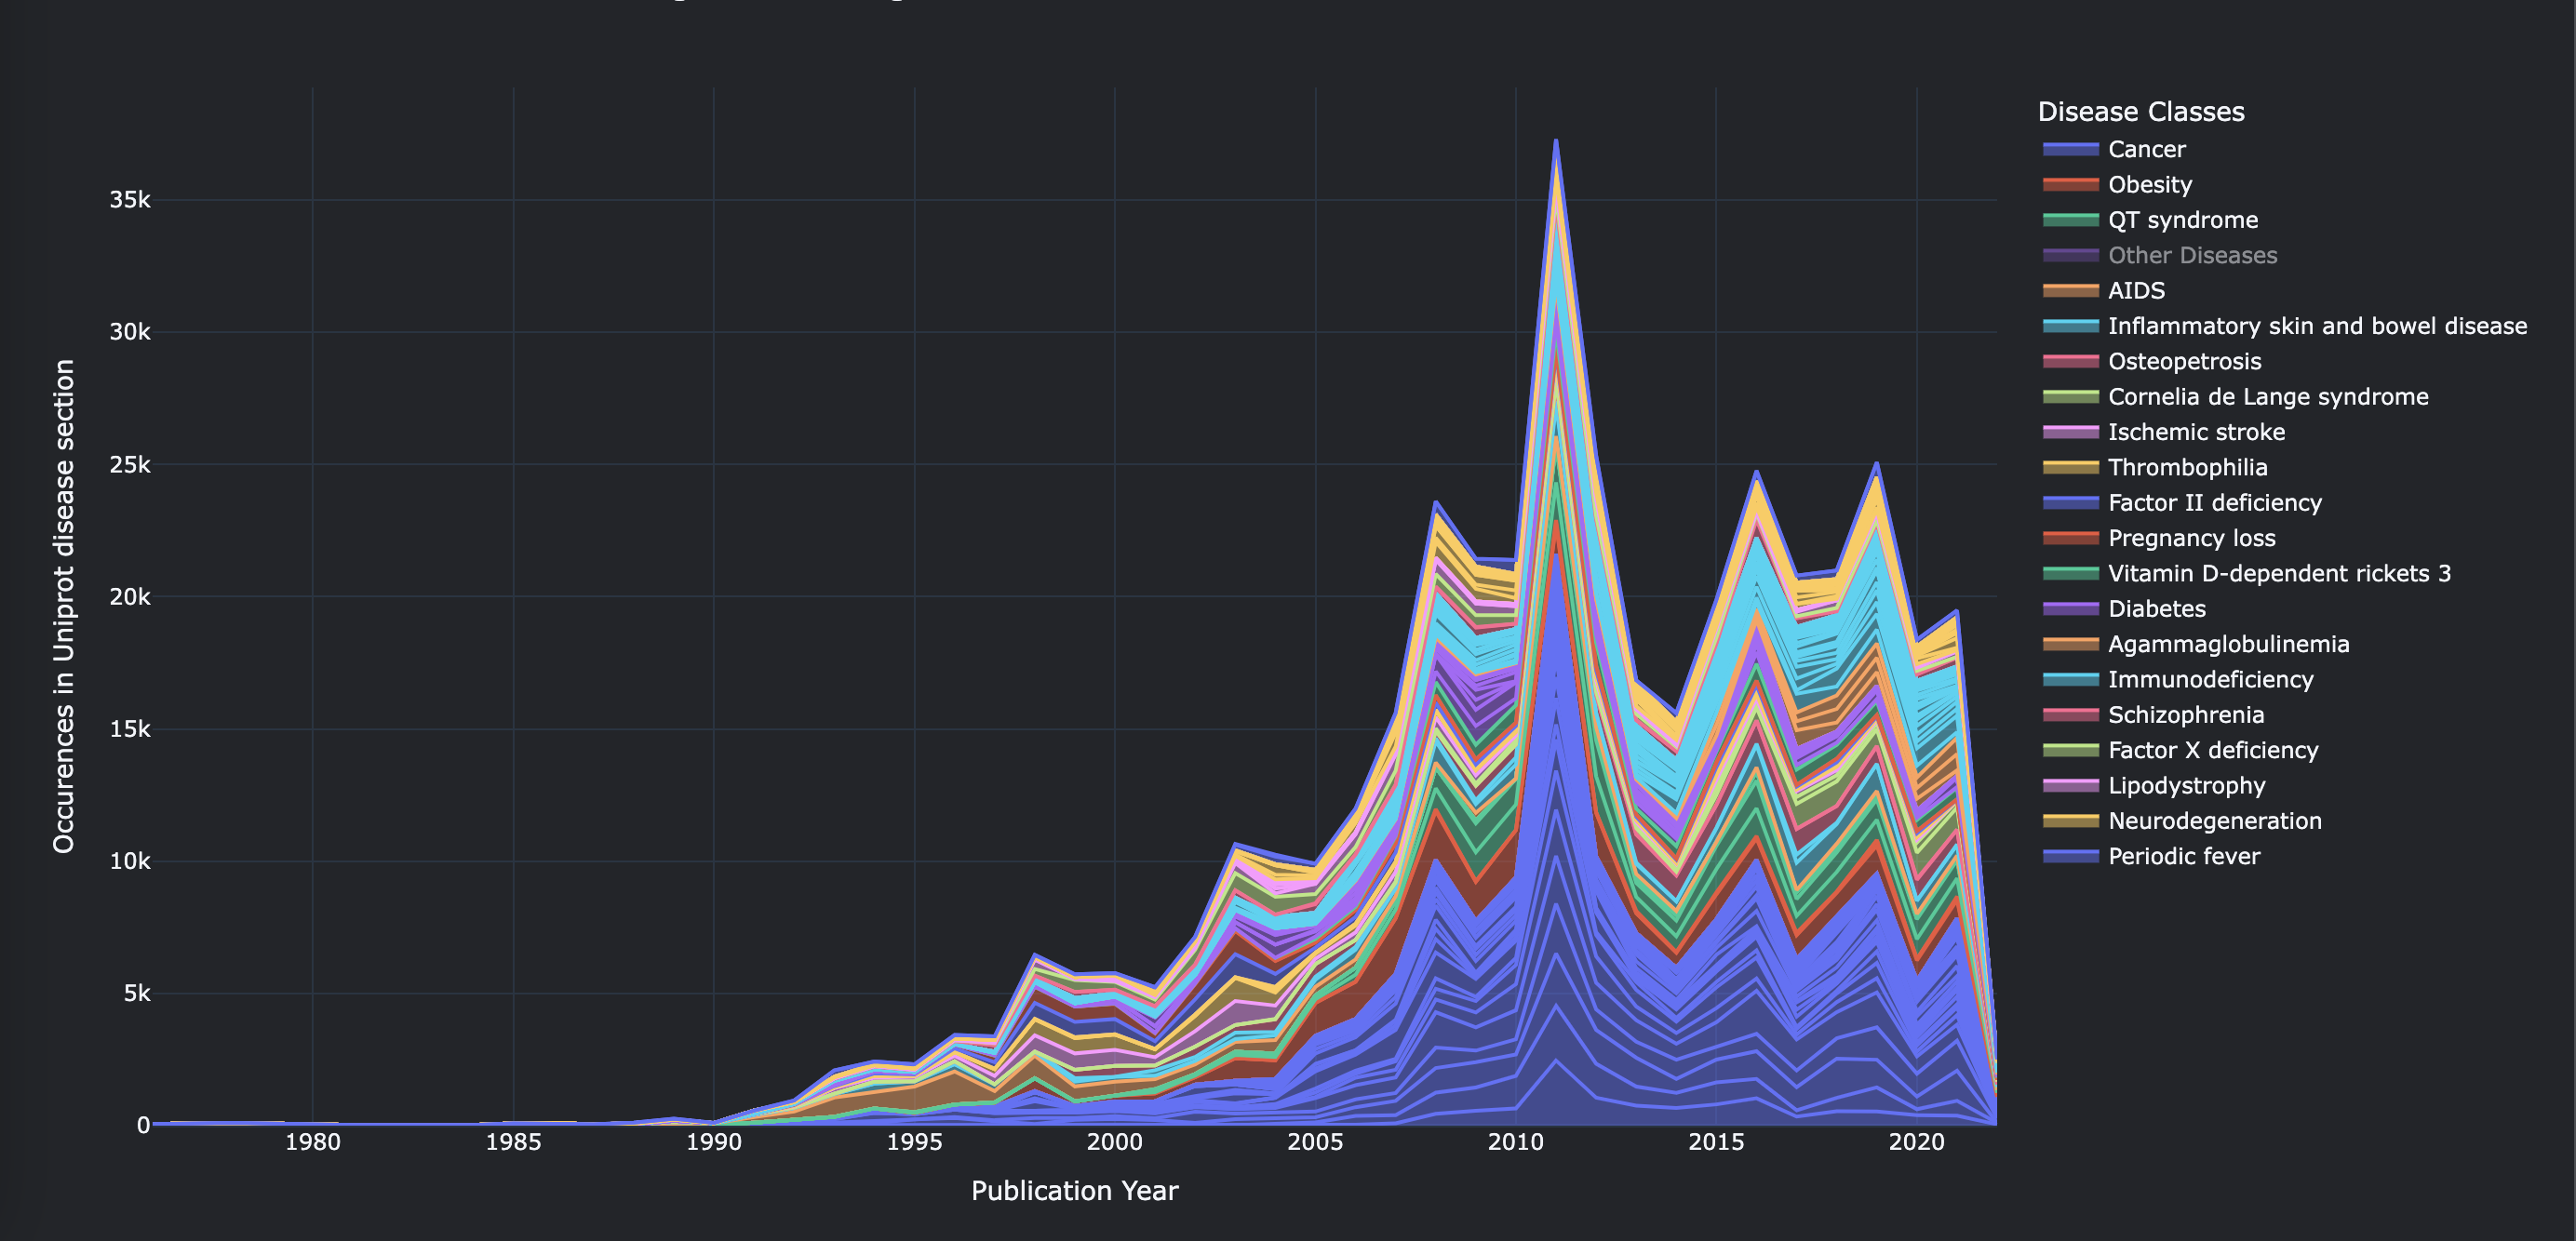 Occurrences in Uniprot disease section
35k
30k
25k
20k
15k
10k
5k
0
1980
1985
1990
1995
2000
2005
2010
2015
2020
Publication Year
Disease Classes
Cancer
Obesity
QT syndrome
Other Diseases
AIDS
Inflammatory skin and bowel disease
Osteopetrosis
Cornelia de Lange syndrome
Ischemic stroke
Thrombophilia
Factor II deficiency
Pregnancy loss
Vitamin D-dependent rickets 3
Diabetes
Agammaglobulinemia
Immunodeficiency
Schizophrenia
Factor X deficiency
Lipodystrophy
Neurodegeneration
Periodic fever